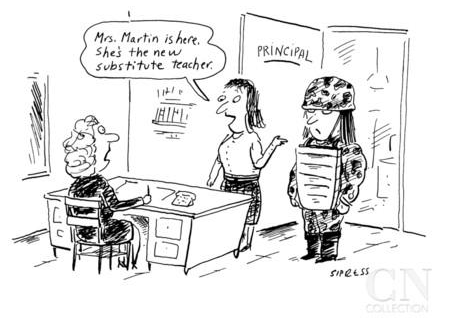 Mrs. Martin is here.
She's the new
substitute teacher.
PRINCIPAL
SIPRESS
CN
COLLECTION